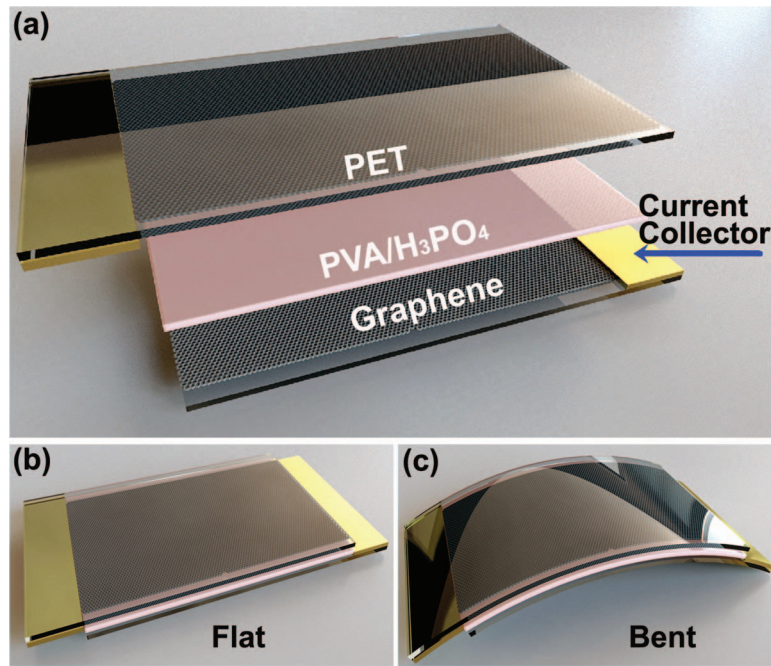 (a)
PET
Current
Collector
PVA/H₃PO₄
Graphene
(b)
Flat
(c)
Bent